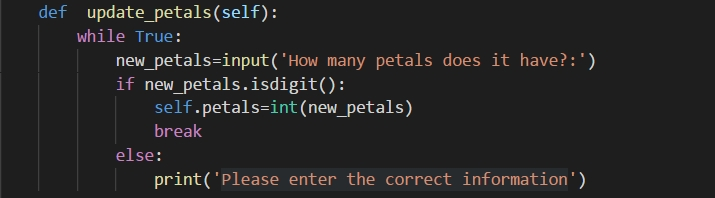 def  update_petals(self):
    while True:
        new_petals=input('How many petals does it have?:')
        if new_petals.isdigit():
            self.petals=int(new_petals)
            break
        else:
            print('Please enter the correct information')